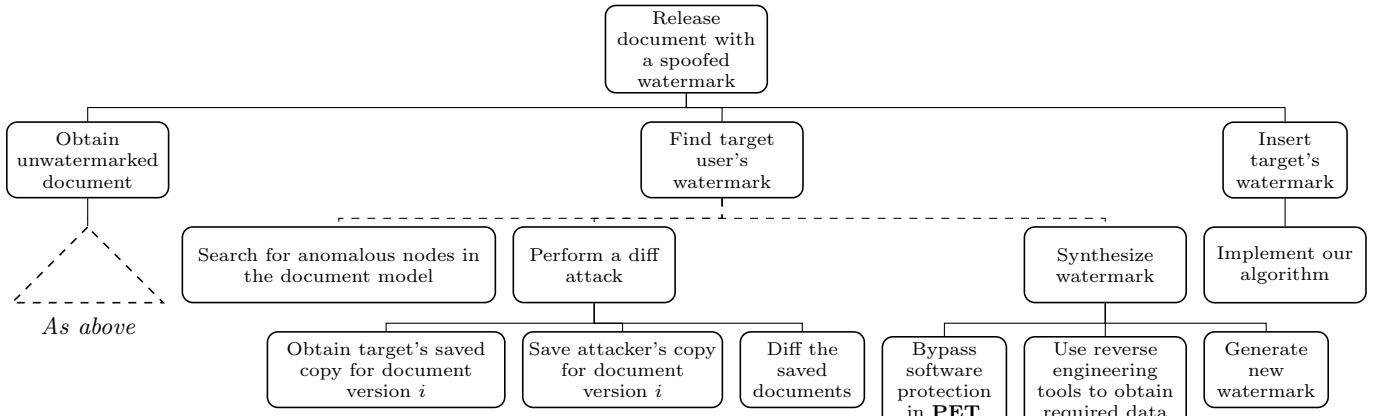 Release
document with
a spoofed
watermark
Obtain
unwatermarked
document
Find target
user's
watermark
Insert
target's
watermark
Search for anomalous nodes in
the document model
Perform a diff
attack
Synthesize
watermark
Implement our
algorithm
As above
Obtain target's saved
copy for document
version i
Save attacker's copy
for document
version i
Diff the
saved
documents
Bypass
software
protection
in PET
Use reverse
engineering
tools to obtain
required data
Generate
new
watermark